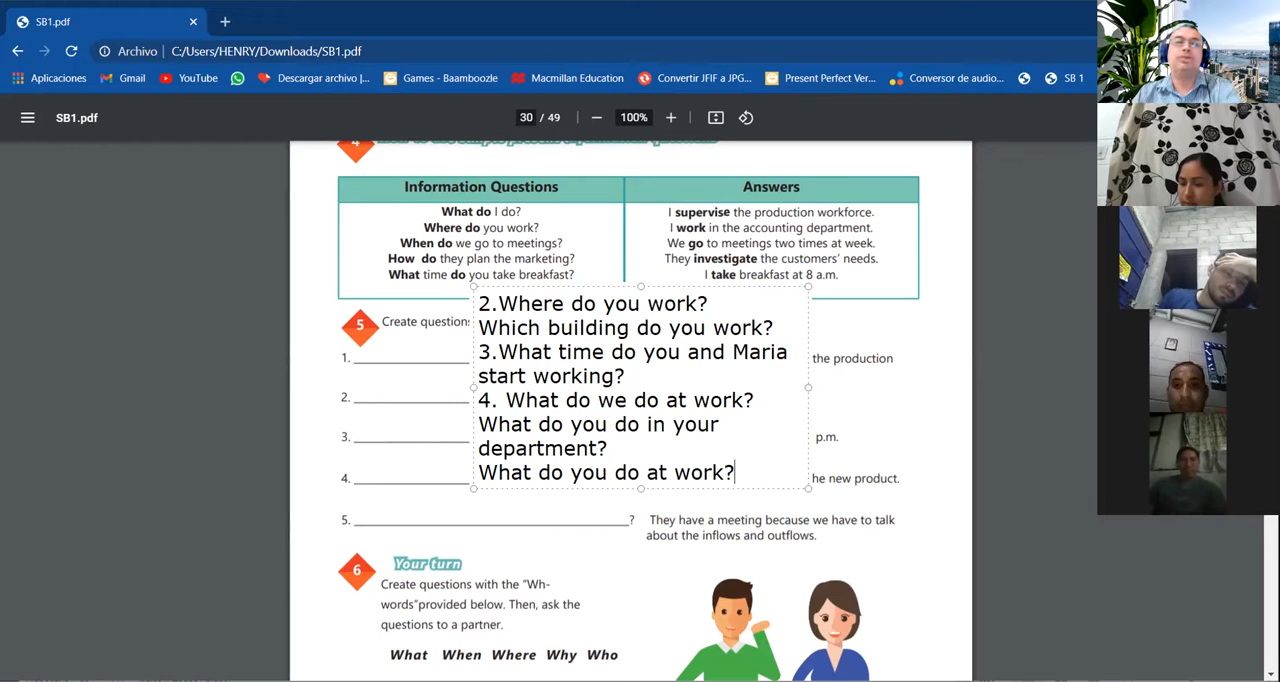 SB1.pdf
Archivo | C:/Users/HENRY/Downloads/SB1.pdf
Aplicaciones Gmail YouTube Descargar archivo |... Games - Baamboozle Macmillan Education Convertir JFIF a JPG... Present Perfect Ver... Conversor de audio... SB 1
SB1.pdf 30 / 49 100%
4
Information Questions Answers
What do I do? I supervise the production workforce.
Where do you work? I work in the accounting department.
When do we go to meetings? We go to meetings two times at week.
How do they plan the marketing? They investigate the customers' needs.
What time do you take breakfast? I take breakfast at 8 a.m.
2.Where do you work?
Which building do you work?
3.What time do you and Maria
start working?
4. What do we do at work?
What do you do in your
department?
What do you do at work?
5 Create question
1. the production
2.
3. p.m.
4. he new product.
5. ? They have a meeting because we have to talk
about the inflows and outflows.
6 Your turn
Create questions with the "Wh-
words"provided below. Then, ask the
questions to a partner.
What When Where Why Who